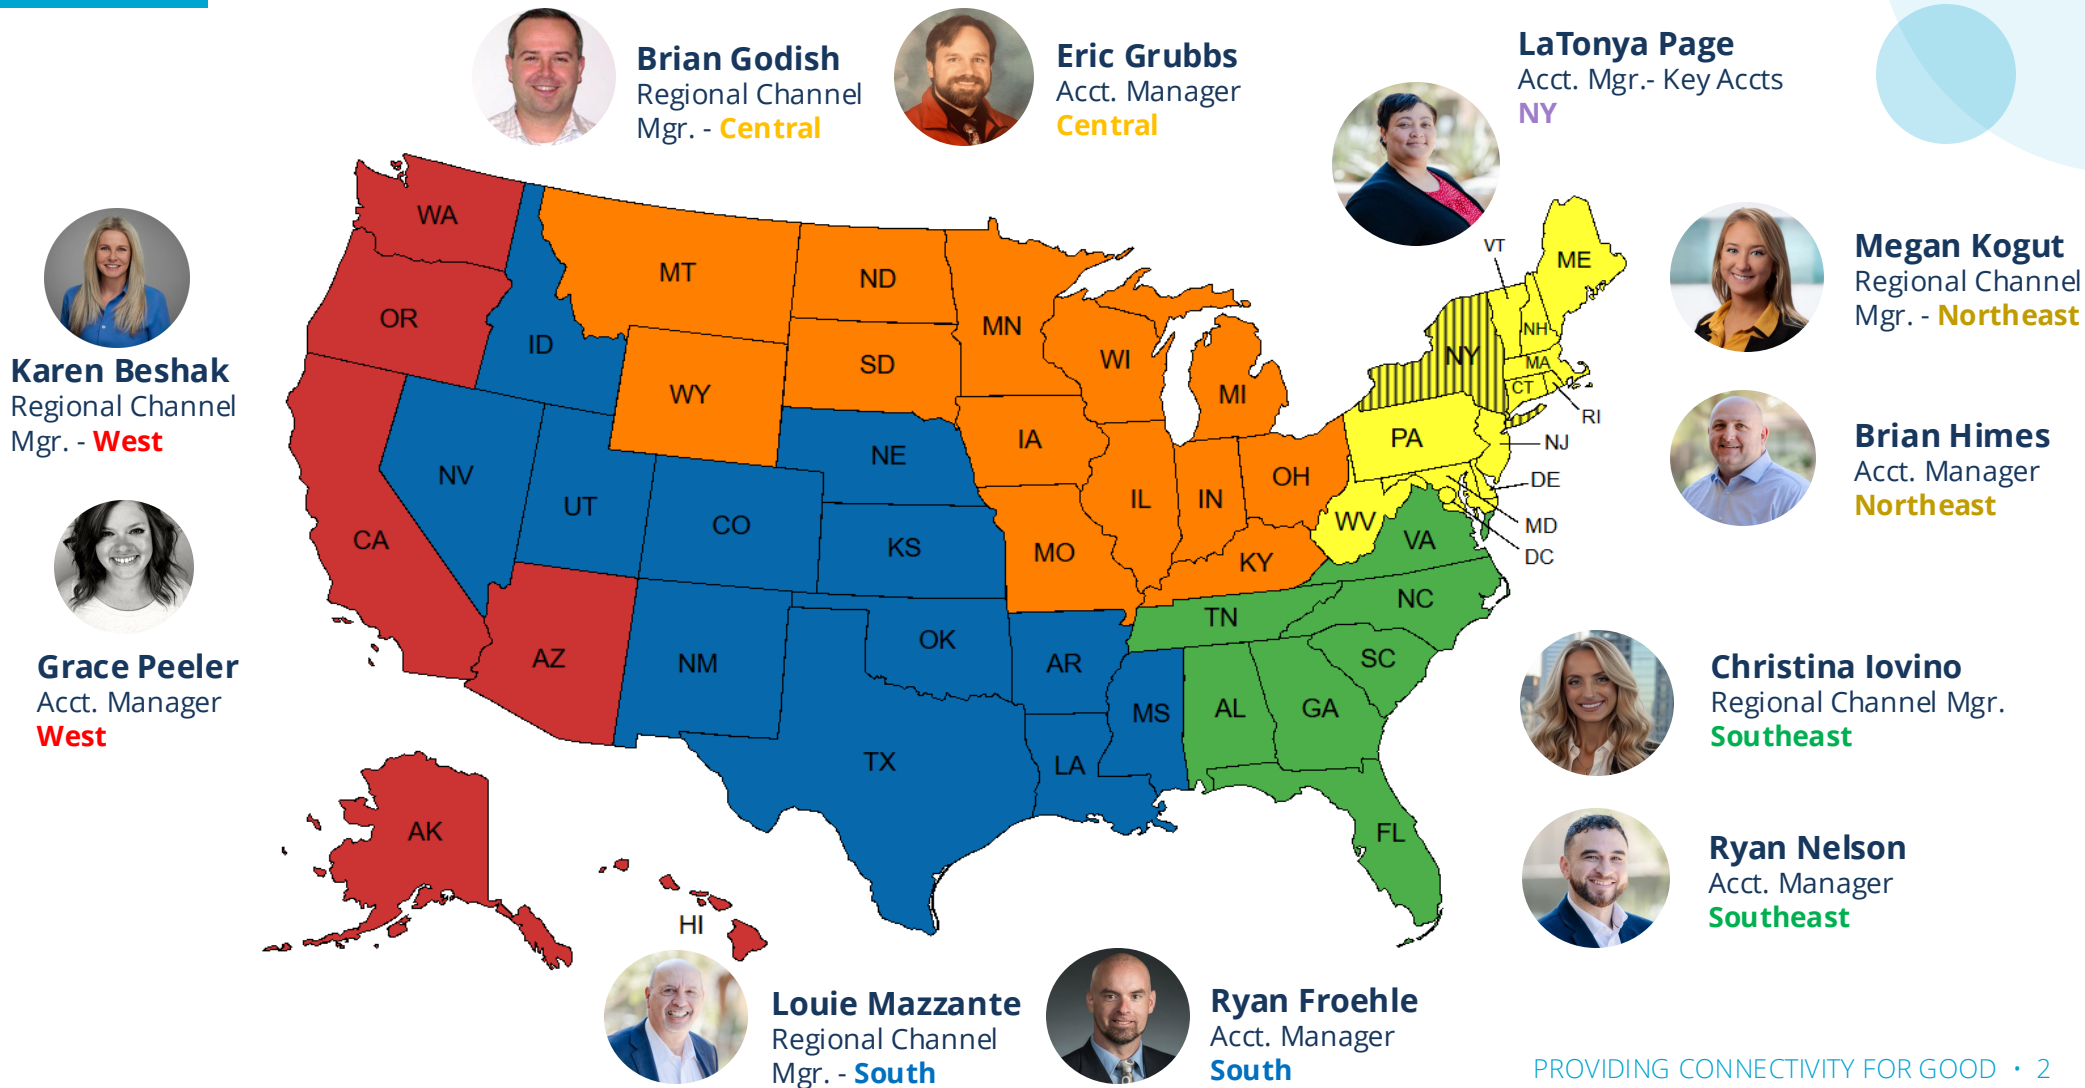 Brian Godish
Regional Channel
Mgr. - Central
Eric Grubbs
Acct. Manager
Central
LaTonya Page
Acct. Mgr.- Key Accts
NY
Karen Beshak
Regional Channel
Mgr. - West
Grace Peeler
Acct. Manager
West
Megan Kogut
Regional Channel
Mgr. - Northeast
Brian Himes
Acct. Manager
Northeast
Christina Iovino
Regional Channel Mgr.
Southeast
Ryan Nelson
Acct. Manager
Southeast
Louie Mazzante
Regional Channel
Mgr. - South
Ryan Froehle
Acct. Manager
South
WA
OR
CA
ID
NV
UT
AZ
MT
WY
CO
NM
ND
SD
NE
KS
OK
TX
MN
IA
MO
AR
LA
WI
IL
MS
MI
IN
KY
TN
AL
OH
GA
FL
SC
NC
VA
WV
PA
NY
VT
NH
ME
MA
CT
RI
NJ
DE
MD
DC
AK
HI
PROVIDING CONNECTIVITY FOR GOOD • 2